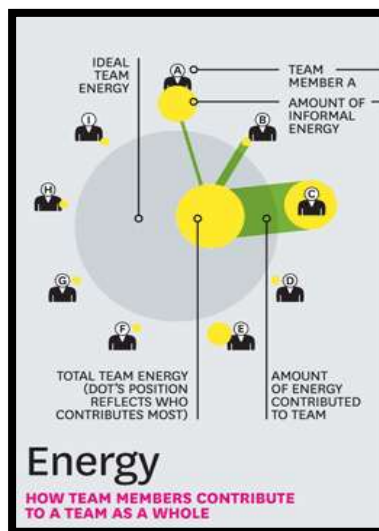 IDEAL
TEAM
ENERGY
A
TEAM
MEMBER A
AMOUNT OF
INFORMAL
ENERGY
I
B
H
C
G
D
F
E
TOTAL TEAM ENERGY
(DOT'S POSITION
REFLECTS WHO
CONTRIBUTES MOST)
AMOUNT
OF ENERGY
CONTRIBUTED
TO TEAM
Energy
HOW TEAM MEMBERS CONTRIBUTE
TO A TEAM AS A WHOLE